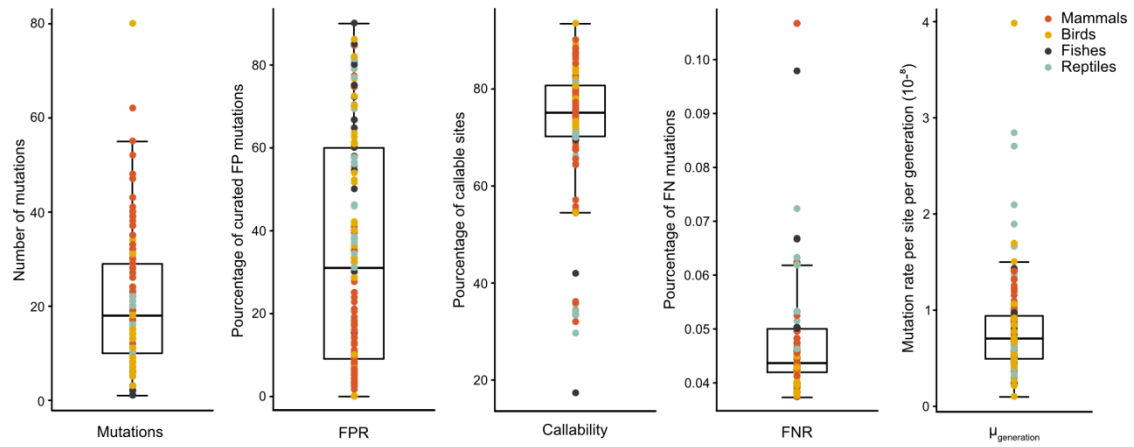 Number of mutations
80
60
40
20
0
Mutations
Pourcentage of curated FP mutations
80
60
40
20
0
FPR
Pourcentage of callable sites
80
60
40
20
Callability
Pourcentage of FN mutations
0.10
0.09
0.08
0.07
0.06
0.05
0.04
FNR
Mutation rate per site per generation (10⁻⁸)
4
3
2
1
0
μgeneration
Mammals
Birds
Fishes
Reptiles